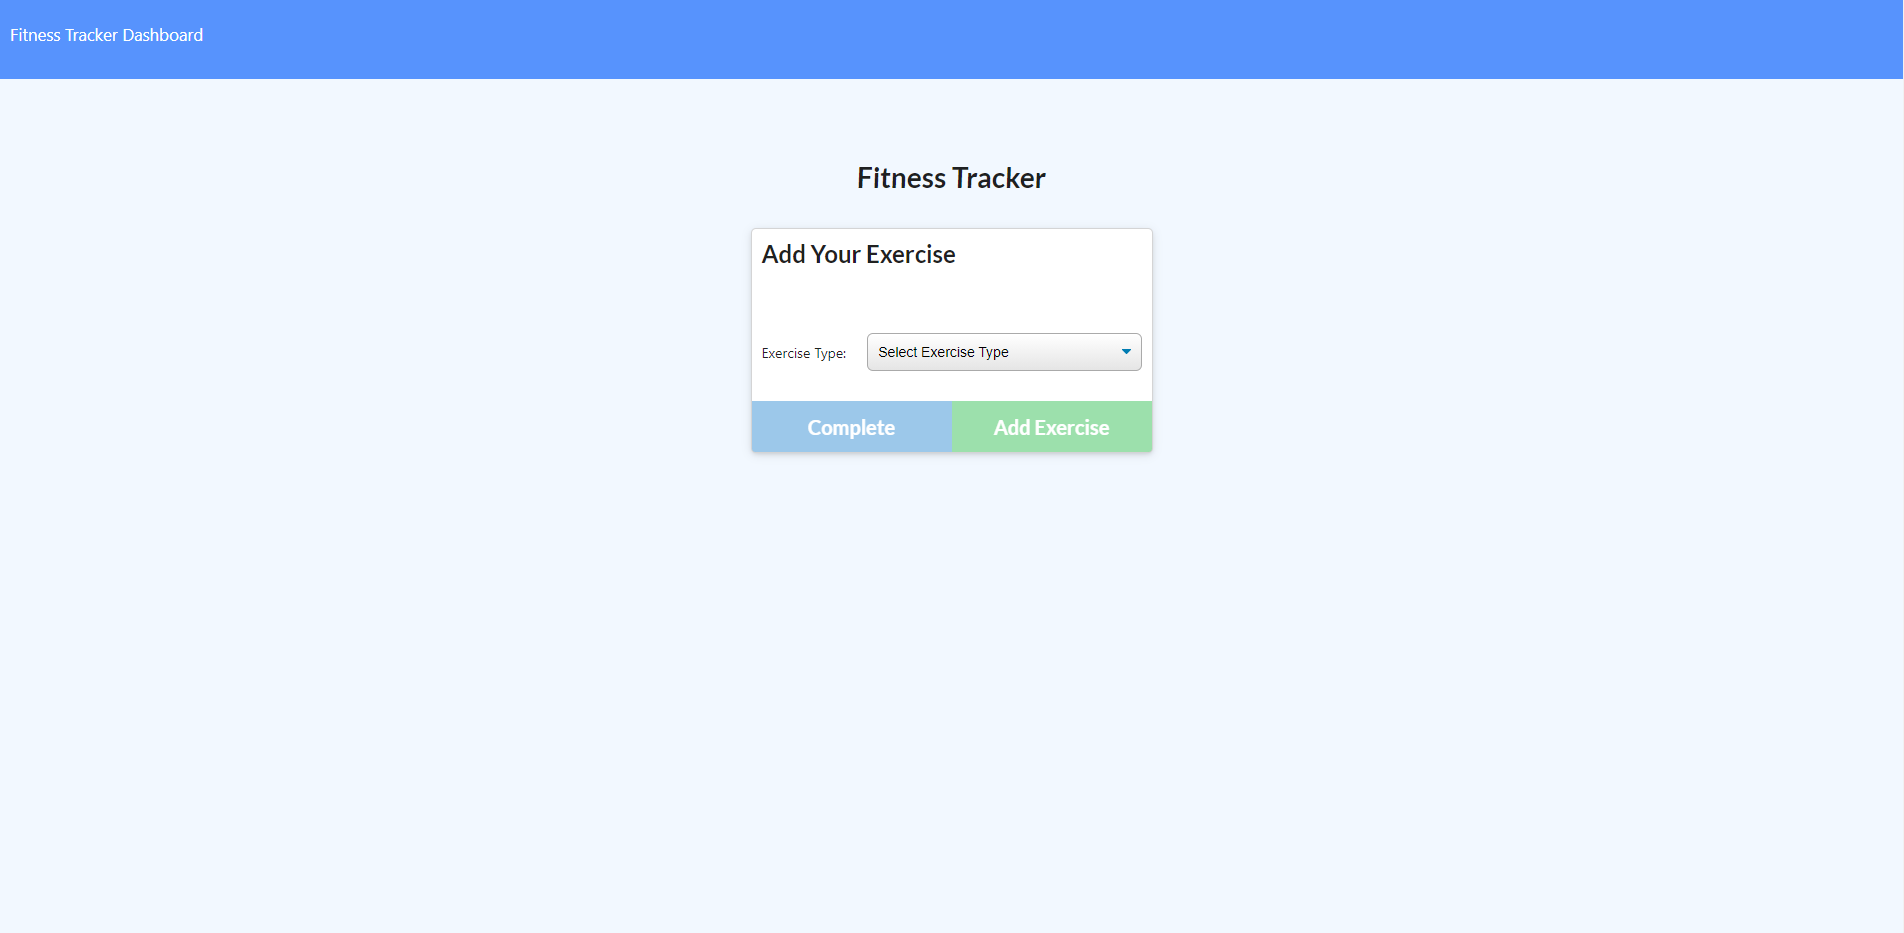 Fitness Tracker Dashboard
Fitness Tracker
Add Your Exercise
Exercise Type: Select Exercise Type
Complete Add Exercise